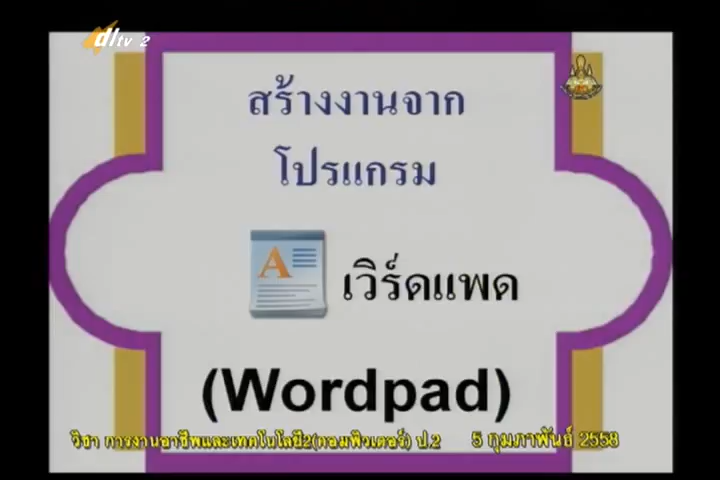 dltv 2
สร้างงานจาก
โปรแกรม
A เวิร์ดแพด
(Wordpad)
วิชา การงานอาชีพและเทคโนโลยี2(คอมพิวเตอร์) ป.2 5 กุมภาพันธ์ 2558